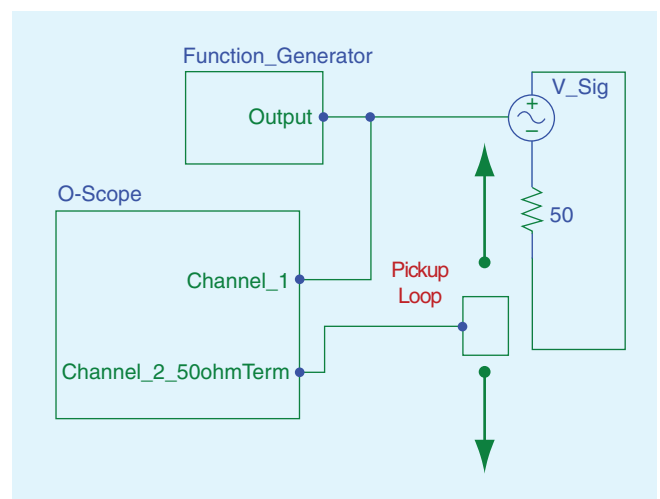 Function_Generator
Output
V_Sig
+
−
50
O-Scope
Channel_1
Pickup
Loop
Channel_2_50ohmTerm